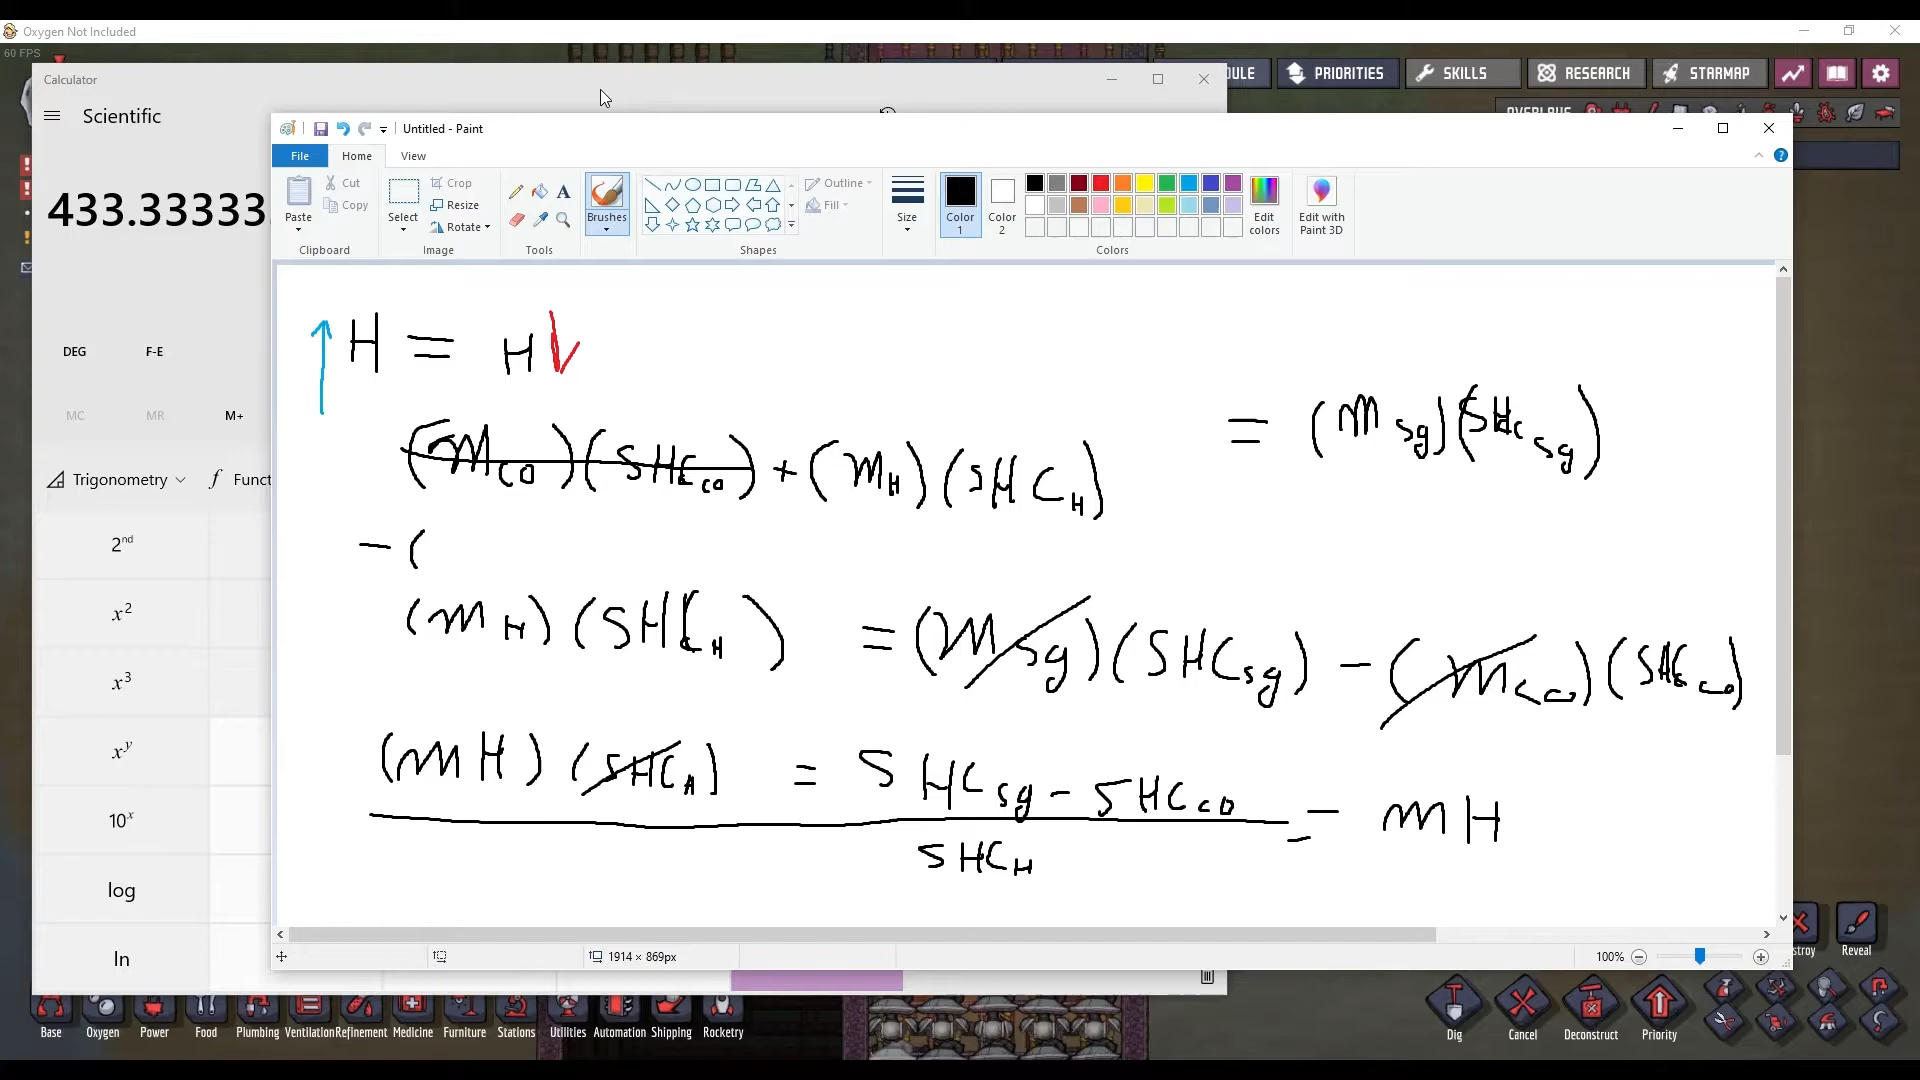 Oxygen Not Included
60 FPS
Calculator
Scientific
433.33333
DEG F-E
MC MR M+
Trigonometry f Funct
2nd
x2
x3
xy
10x
log
ln
PRIORITIES SKILLS RESEARCH STARMAP
Untitled - Paint
File Home View
Paste Cut Copy
Clipboard
Select Crop Resize Rotate
Image
Tools
Brushes
Shapes
Outline
Fill
Size
Color 1
Color 2
Edit colors
Edit with Paint 3D
Colors
H = H
(mco)(SHCco) + (mH)(SHCH) = (msg)(SHCsg)
- (
(mH)(SHCH) = (msg)(SHCsg) - (mco)(SHCco)
(mH)(SHCH) = SHCsg - SHCco = mH
SHCH
1914 × 869px
100%
Reveal
Base Oxygen Power Food Plumbing Ventilation Refinement Medicine Furniture Stations Utilities Automation Shipping Rocketry
Dig Cancel Deconstruct Priority